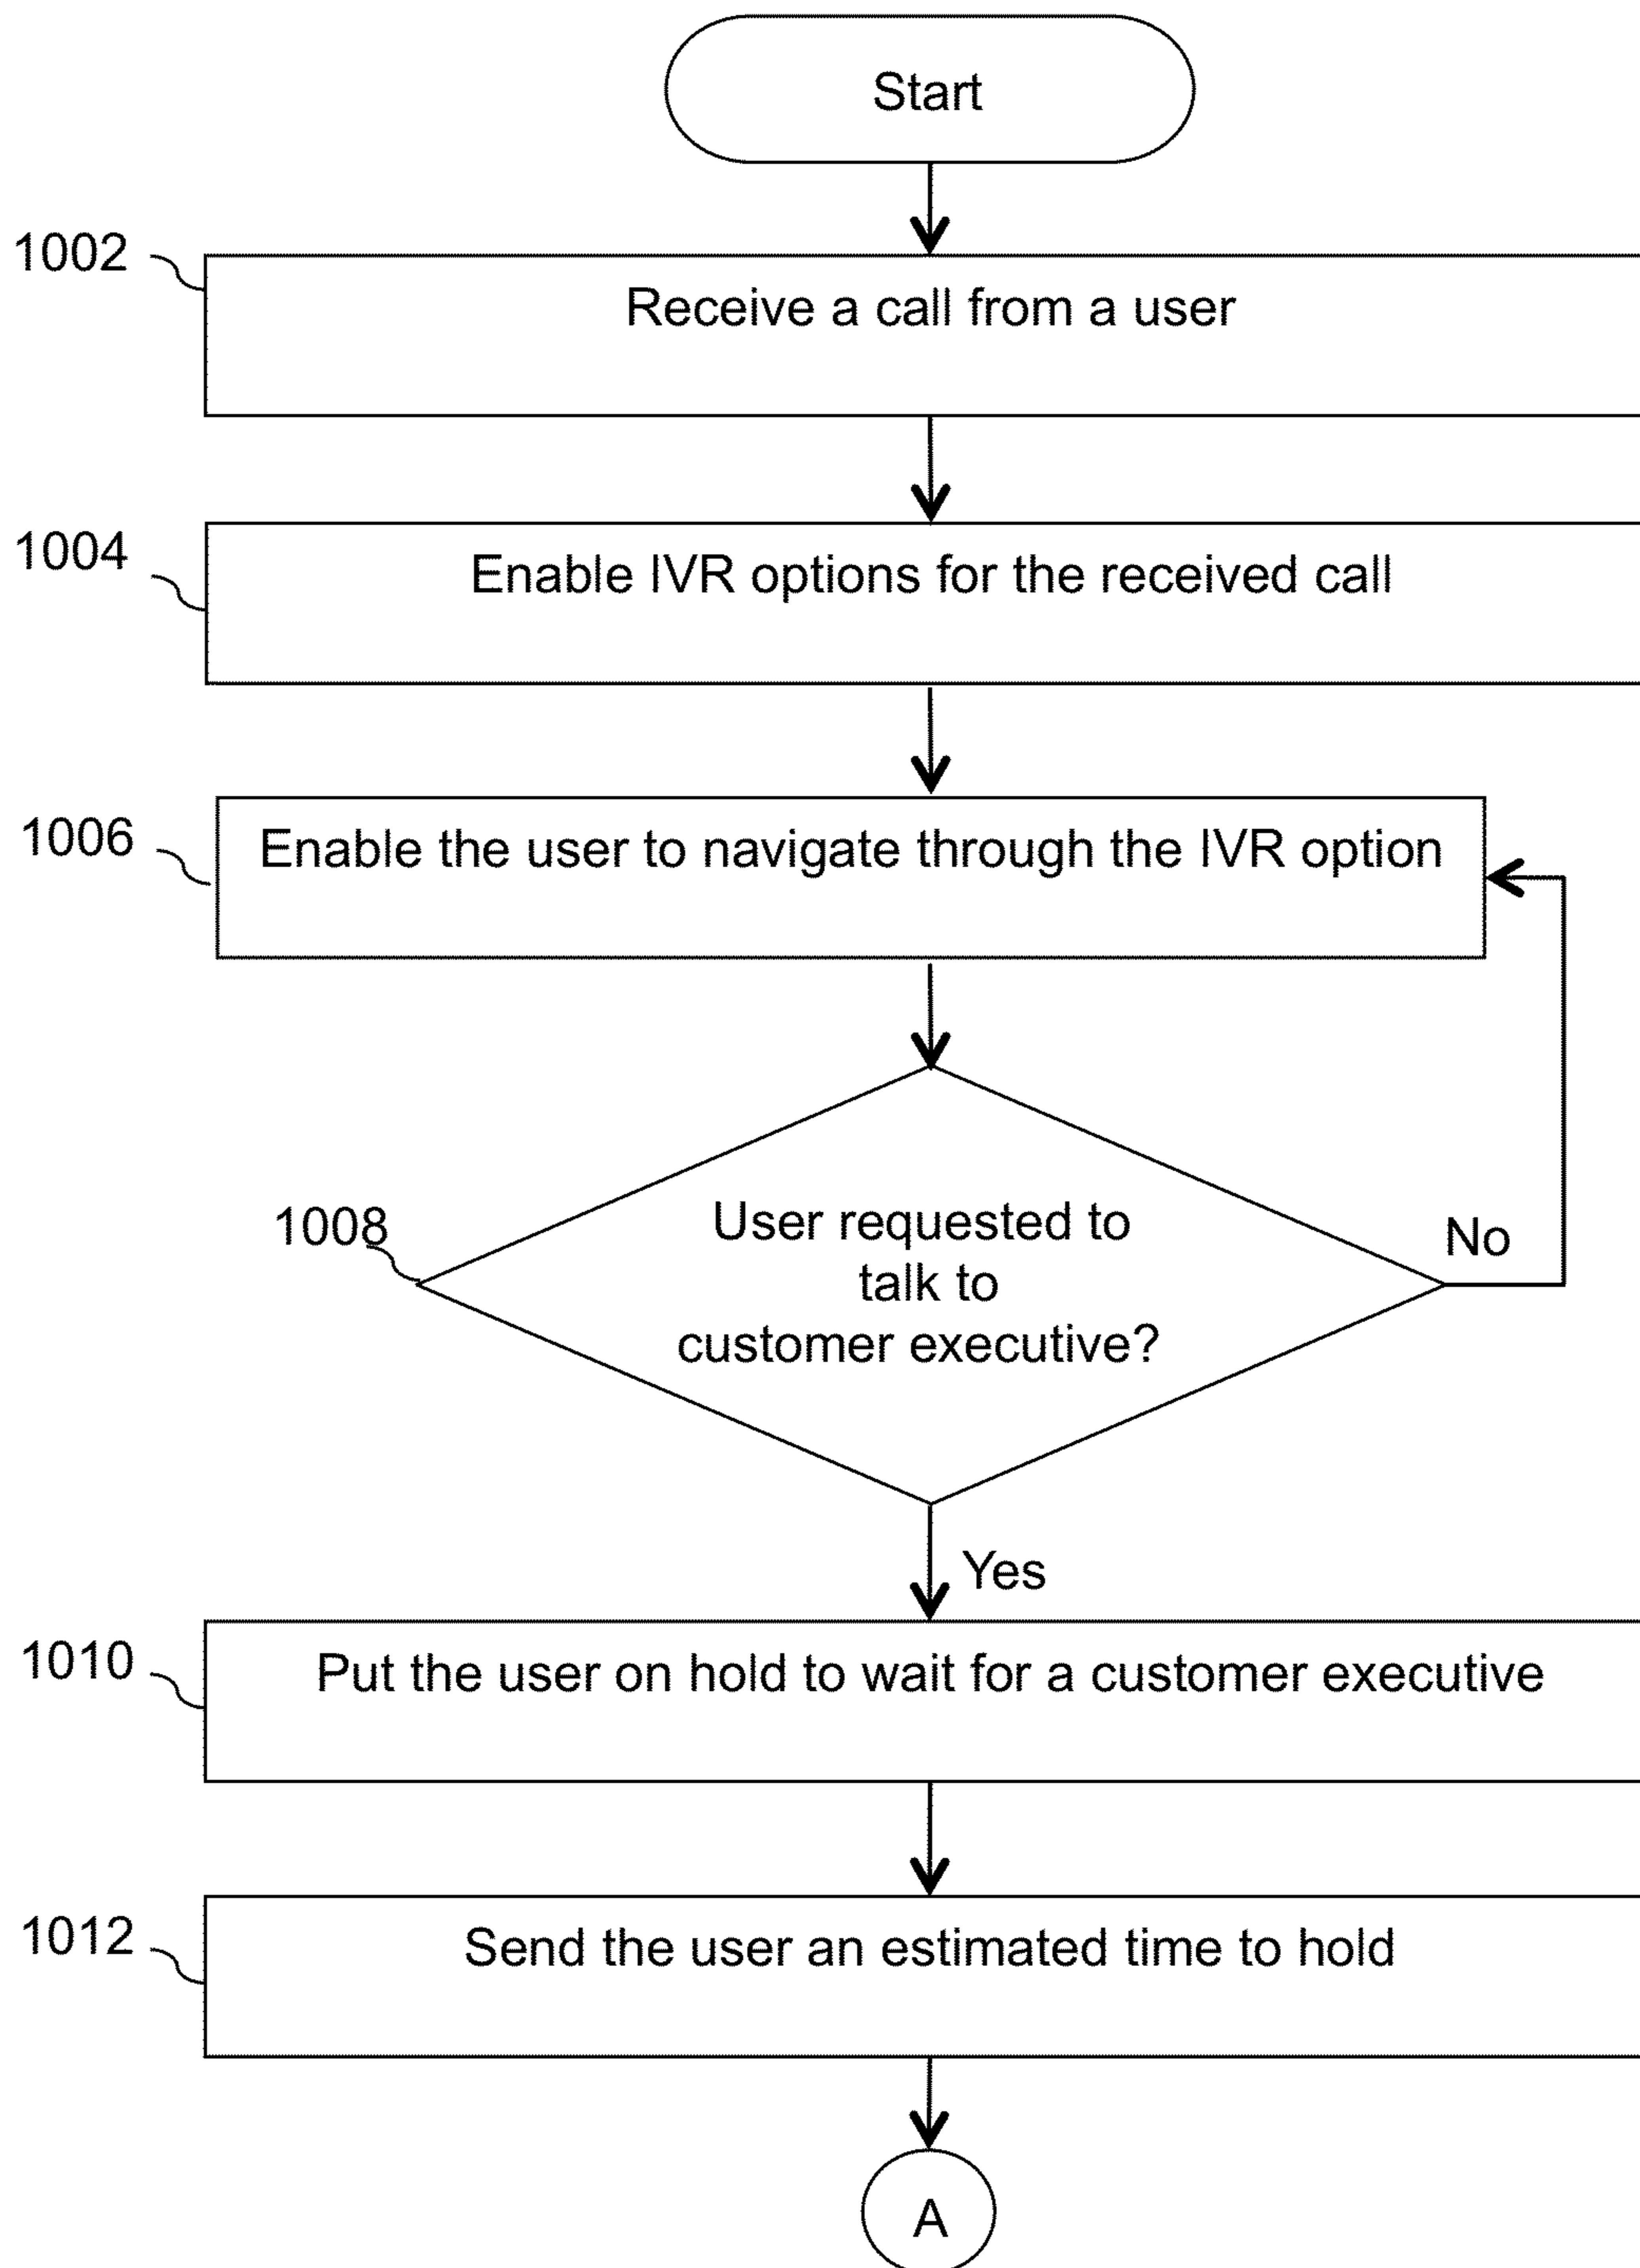 Start
1002
Receive a call from a user
1004
Enable IVR options for the received call
1006
Enable the user to navigate through the IVR option
1008
User requested to
talk to
customer executive?
No
Yes
1010
Put the user on hold to wait for a customer executive
1012
Send the user an estimated time to hold
A